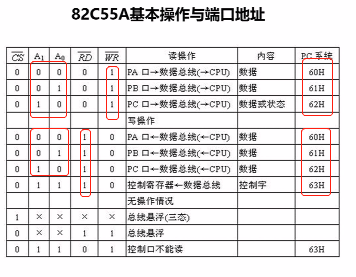 82C55A基本操作与端口地址
CS A1 A0 RD WR 读操作 内容 PC系统
0 0 0 0 1 PA 口→数据总线(→CPU) 数据 60H
0 0 1 0 1 PB 口→数据总线(→CPU) 数据 61H
0 1 0 0 1 PC 口→数据总线(→CPU) 数据或状态 62H
写操作
0 0 0 1 0 PA 口←数据总线(←CPU) 数据 60H
0 0 1 1 0 PB 口←数据总线(←CPU) 数据 61H
0 1 0 1 0 PC 口←数据总线(←CPU) 数据 62H
0 1 1 1 0 控制寄存器←数据总线 控制字 63H
无操作情况
1 × × × × 总线悬浮(三态)
0 × × 1 1 总线悬浮
0 1 1 0 1 控制口不能读 63H